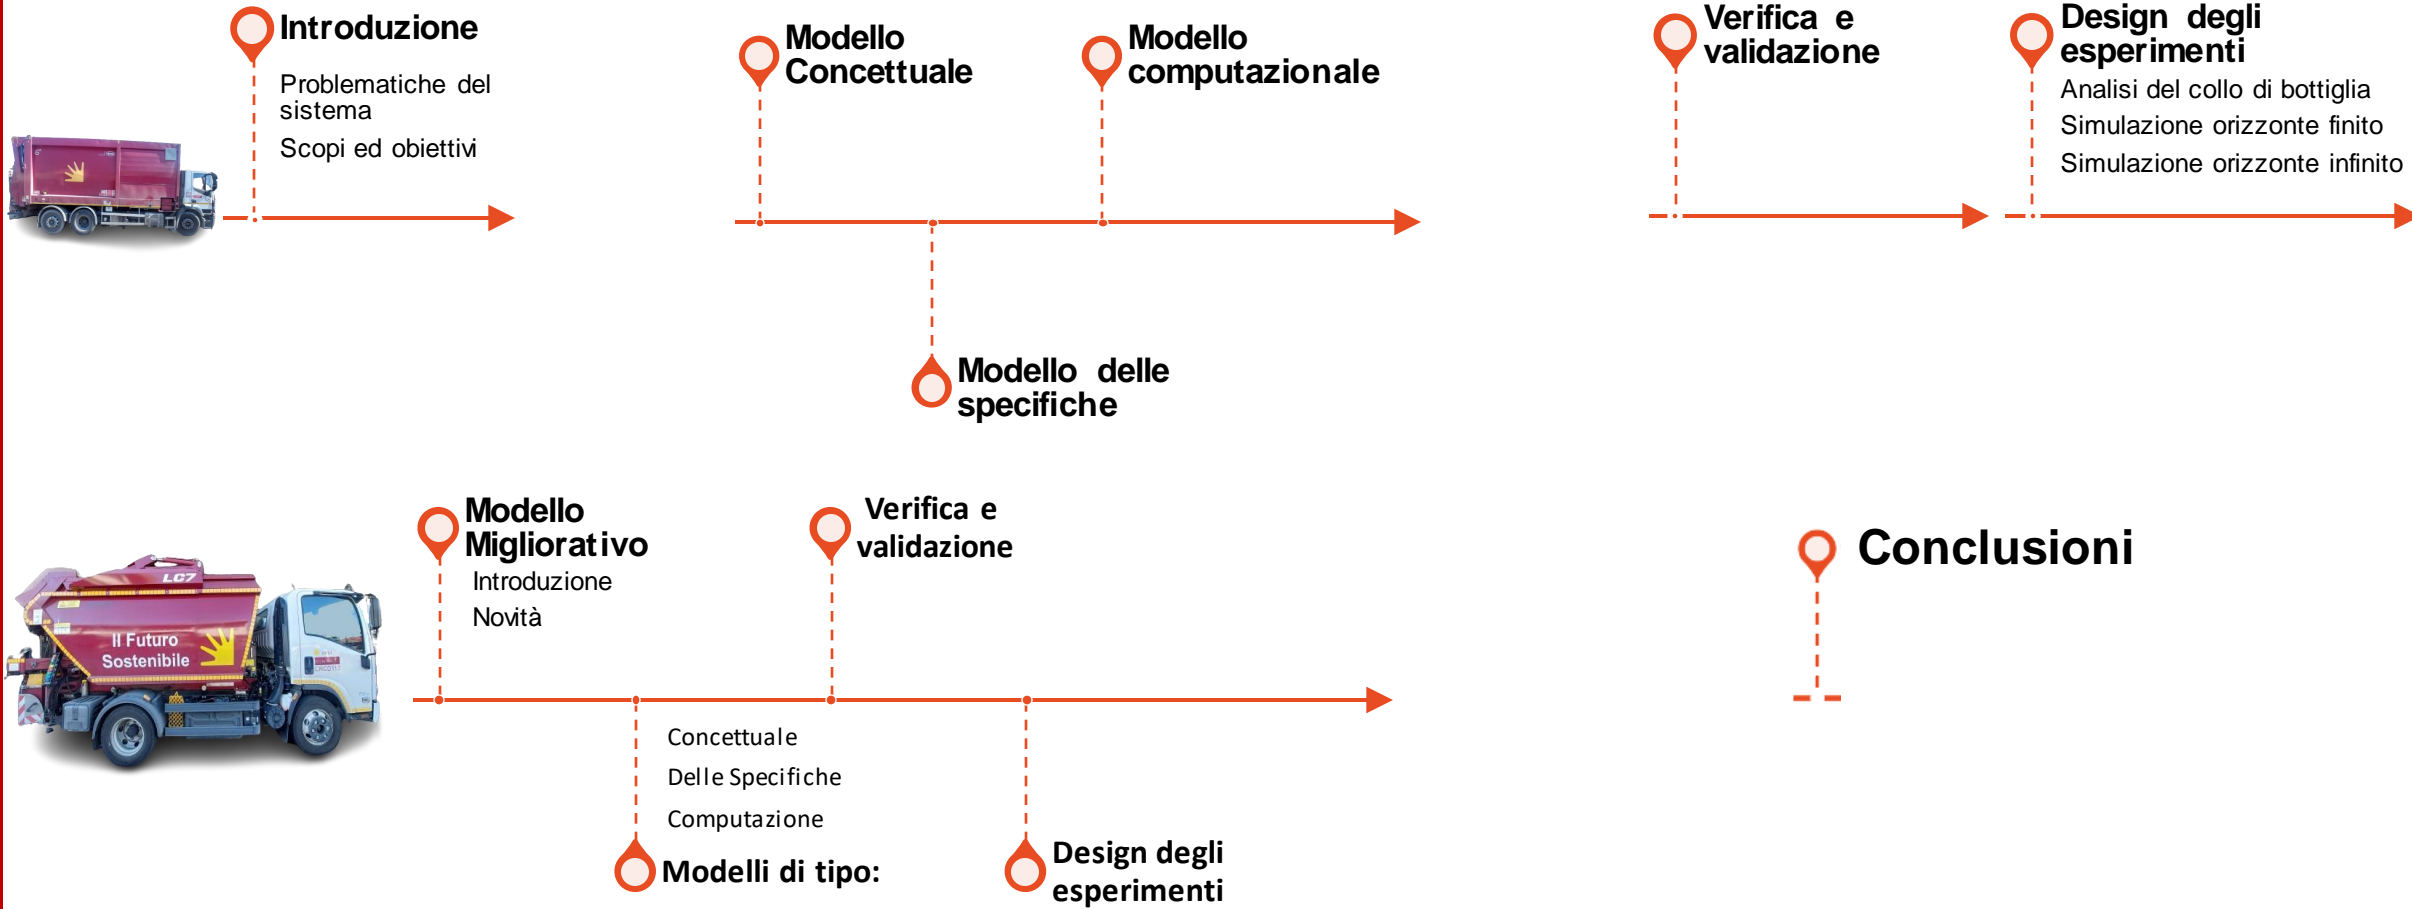 Introduzione
Problematiche del
sistema
Scopi ed obiettivi
Modello
Concettuale
Modello
computazionale
Modello delle
specifiche
Verifica e
validazione
Design degli
esperimenti
Analisi del collo di bottiglia
Simulazione orizzonte finito
Simulazione orizzonte infinito
LC7
Il Futuro
Sostenibile
Modello
Migliorativo
Introduzione
Novità
Verifica e
validazione
Concettuale
Delle Specifiche
Computazione
Modelli di tipo:
Design degli
esperimenti
Conclusioni